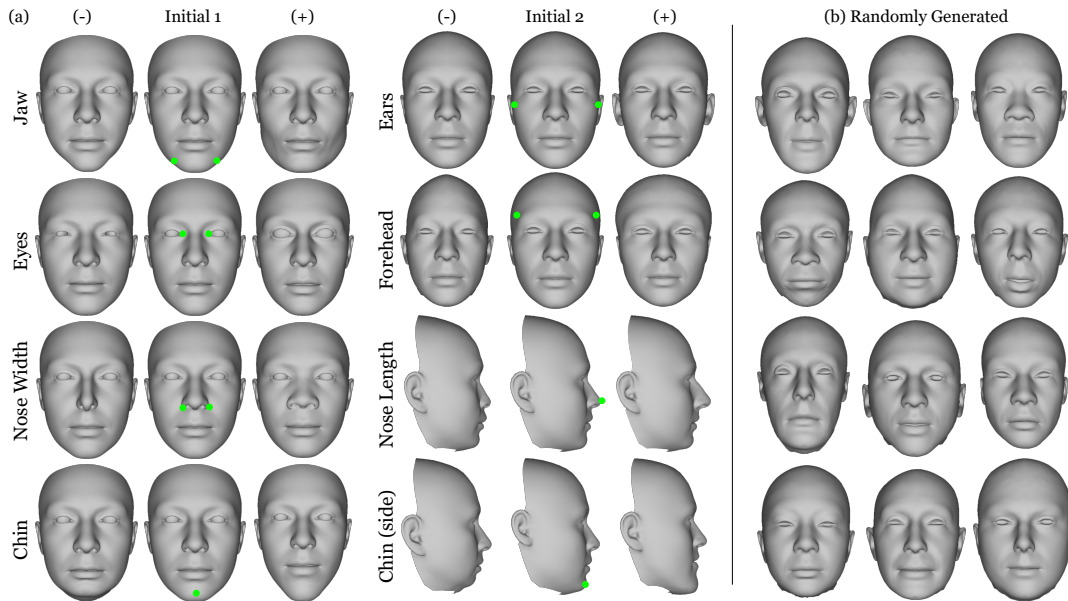 (a) (-) Initial 1 (+) (-) Initial 2 (+) (b) Randomly Generated
Jaw
Ears
Eyes
Forehead
Nose Width
Nose Length
Chin
Chin (side)